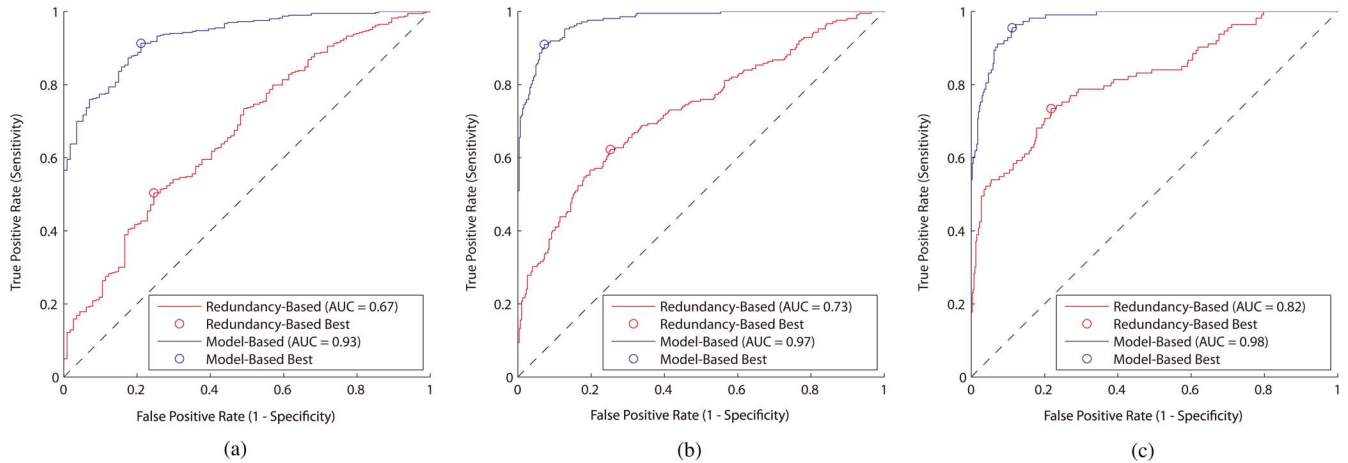 1
0.8
0.6
0.4
0.2
0
0 0.2 0.4 0.6 0.8 1
True Positive Rate (Sensitivity)
False Positive Rate (1 - Specificity)
Redundancy-Based (AUC = 0.67)
Redundancy-Based Best
Model-Based (AUC = 0.93)
Model-Based Best
(a)
1
0.8
0.6
0.4
0.2
0
0 0.2 0.4 0.6 0.8 1
True Positive Rate (Sensitivity)
False Positive Rate (1 - Specificity)
Redundancy-Based (AUC = 0.73)
Redundancy-Based Best
Model-Based (AUC = 0.97)
Model-Based Best
(b)
1
0.8
0.6
0.4
0.2
0
0 0.2 0.4 0.6 0.8 1
True Positive Rate (Sensitivity)
False Positive Rate (1 - Specificity)
Redundancy-Based (AUC = 0.82)
Redundancy-Based Best
Model-Based (AUC = 0.98)
Model-Based Best
(c)